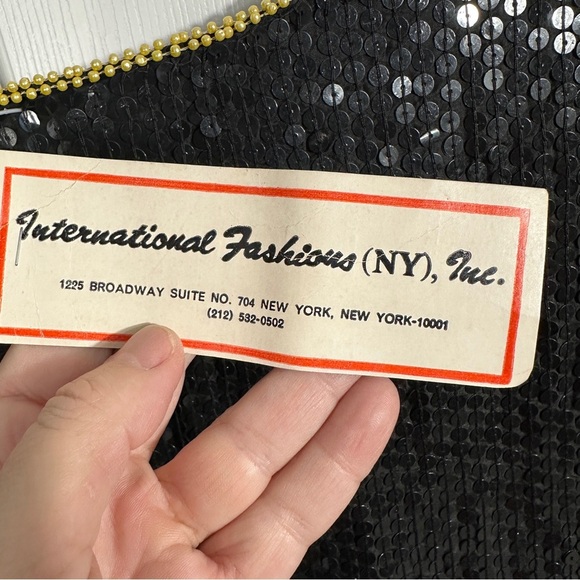 International Fashions (NY), Inc.
1225 BROADWAY SUITE NO. 704 NEW YORK, NEW YORK-10001
(212) 532-0502